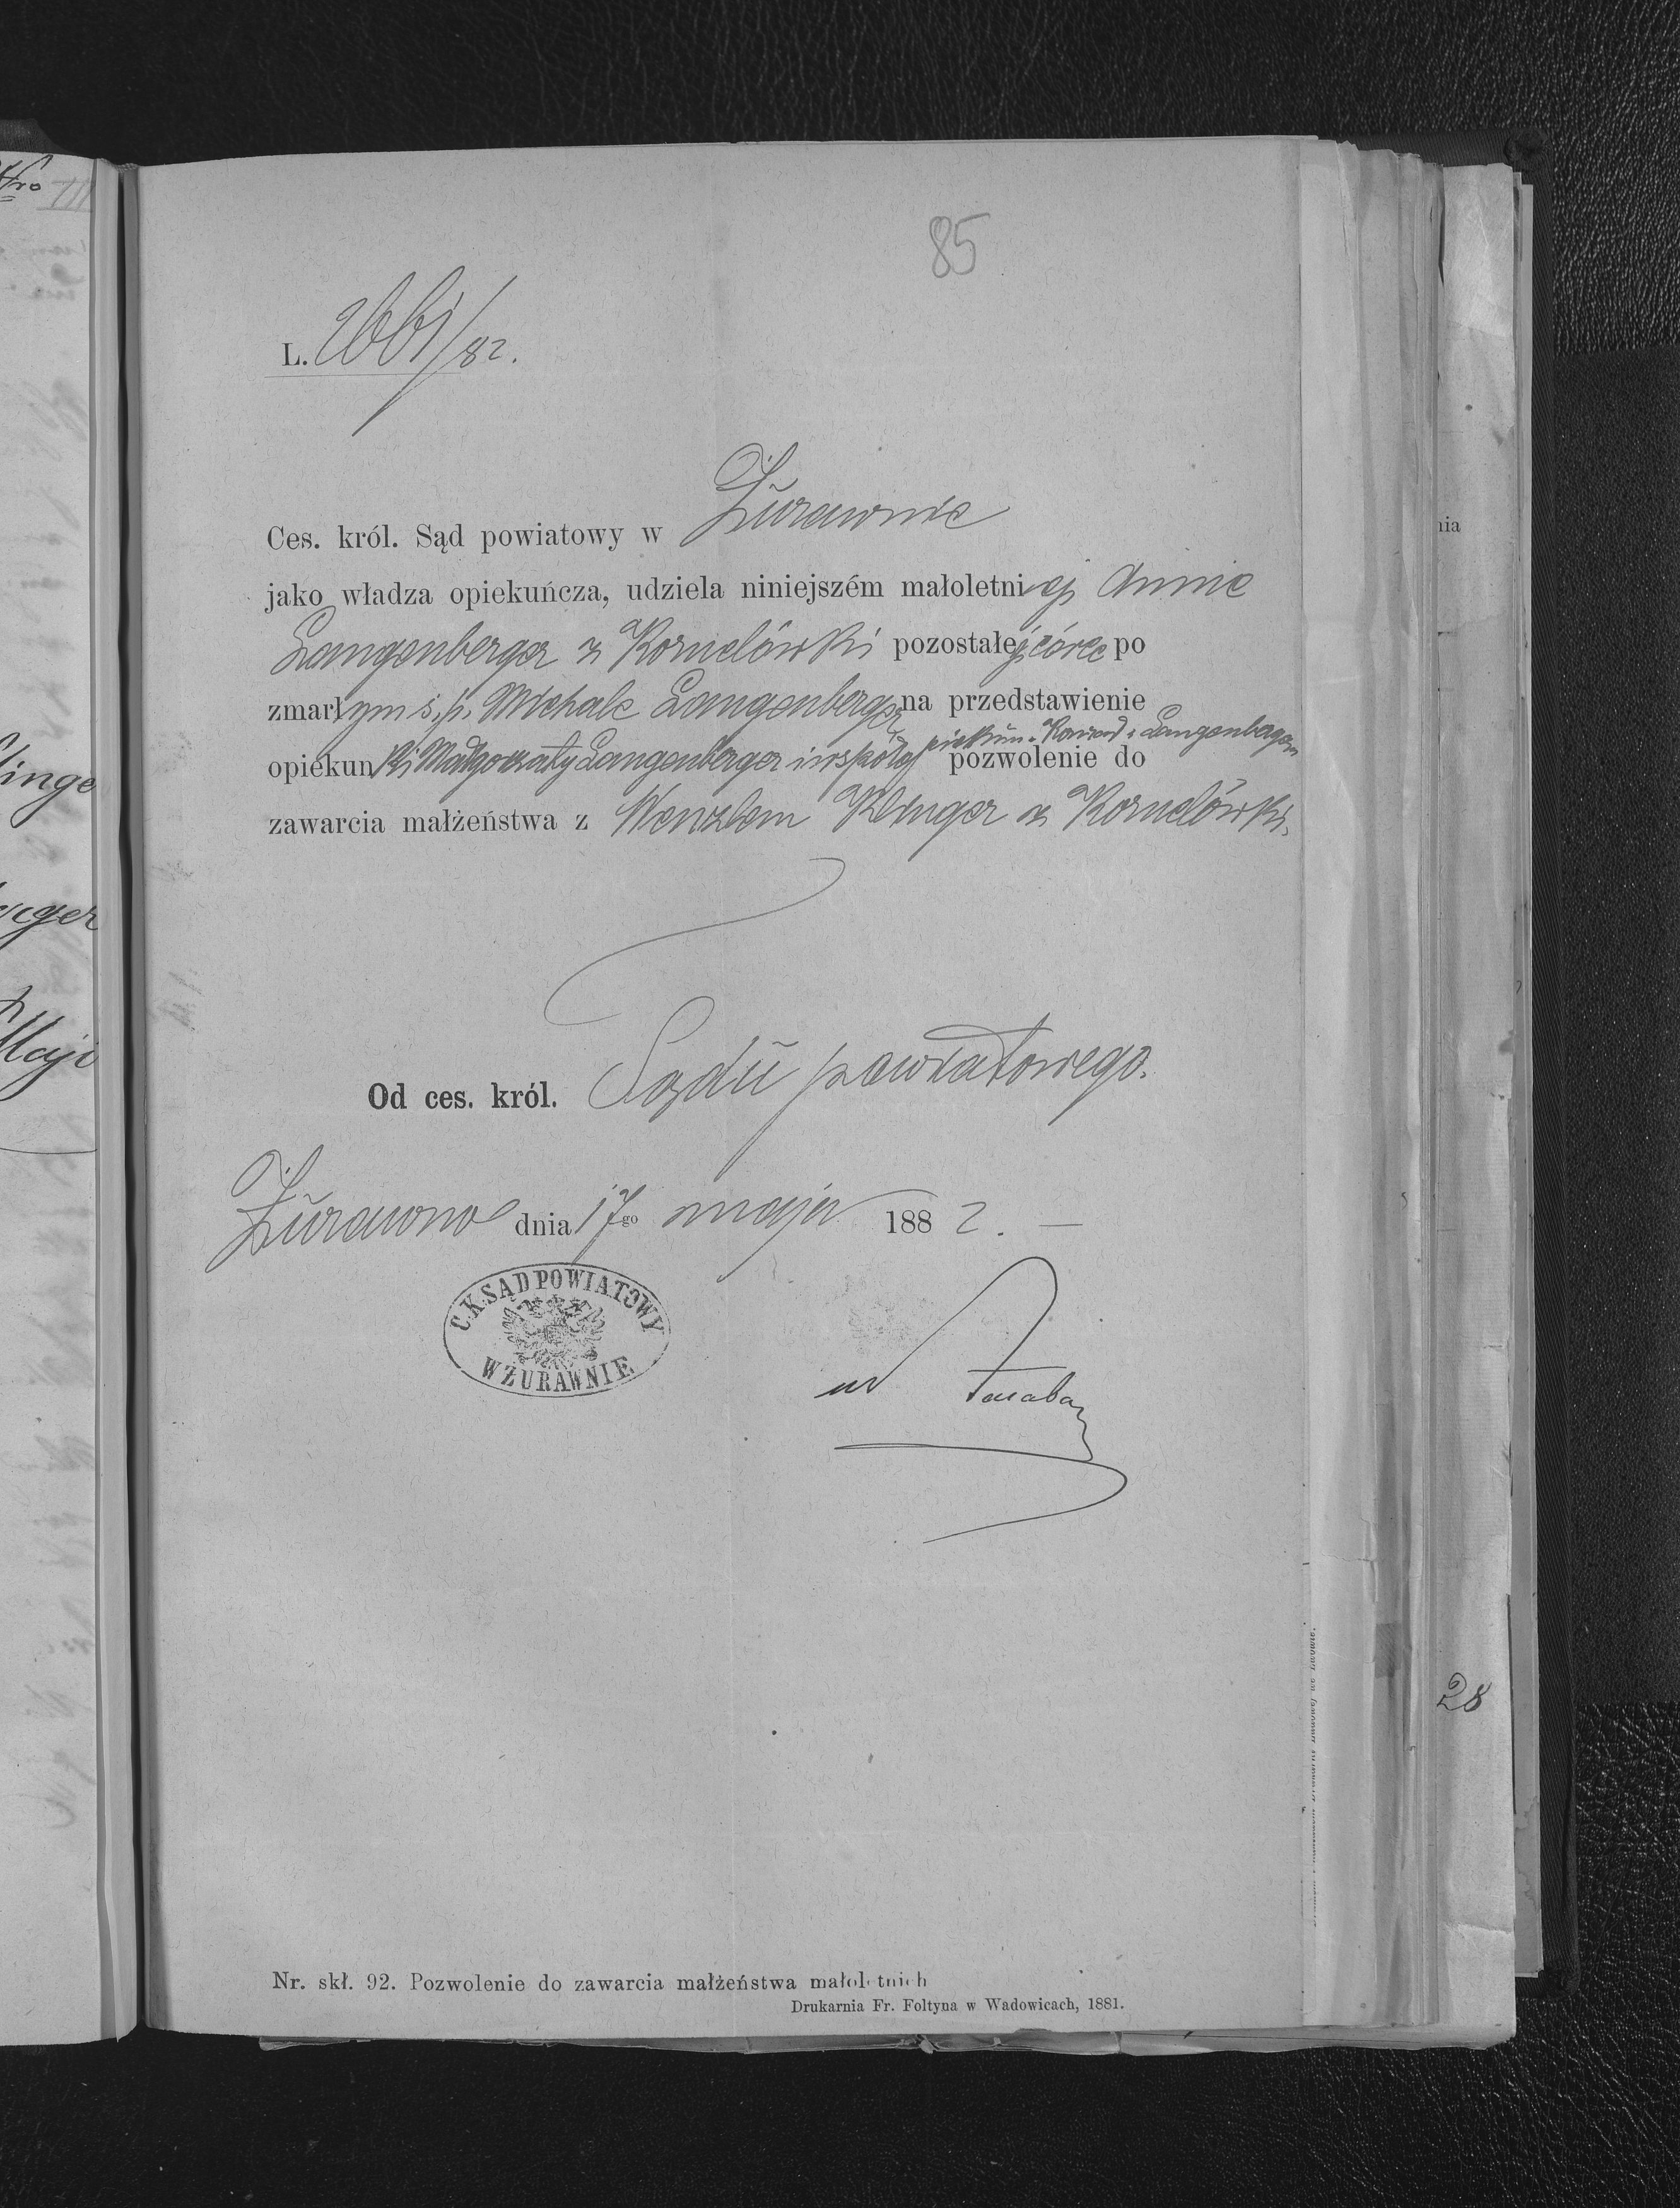 85
L. 2661/82.
Ces. król. Sąd powiatowy w Żurawnie
jako władza opiekuńcza, udziela niniejszém małoletniej Annie
Langenberger z Kornelówki pozostałej córce po
zmarłym ś.p. Michale Langenberger na przedstawienie
opiekunki Małgorzaty Langenberger i współopiekuna Konrada Langenberger pozwolenie do
zawarcia małżeństwa z Wenzlem Klinger z Kornelówki.
Od ces. król. Sądu powiatowego.
Żurawno dnia 17go maja 1882.
C.K. SĄD POWIATOWY
W ŻURAWNIE
Nr. skł. 92. Pozwolenie do zawarcia małżeństwa małoletnich
Drukarnia Fr. Foltyna w Wadowicach, 1881.
nia
28